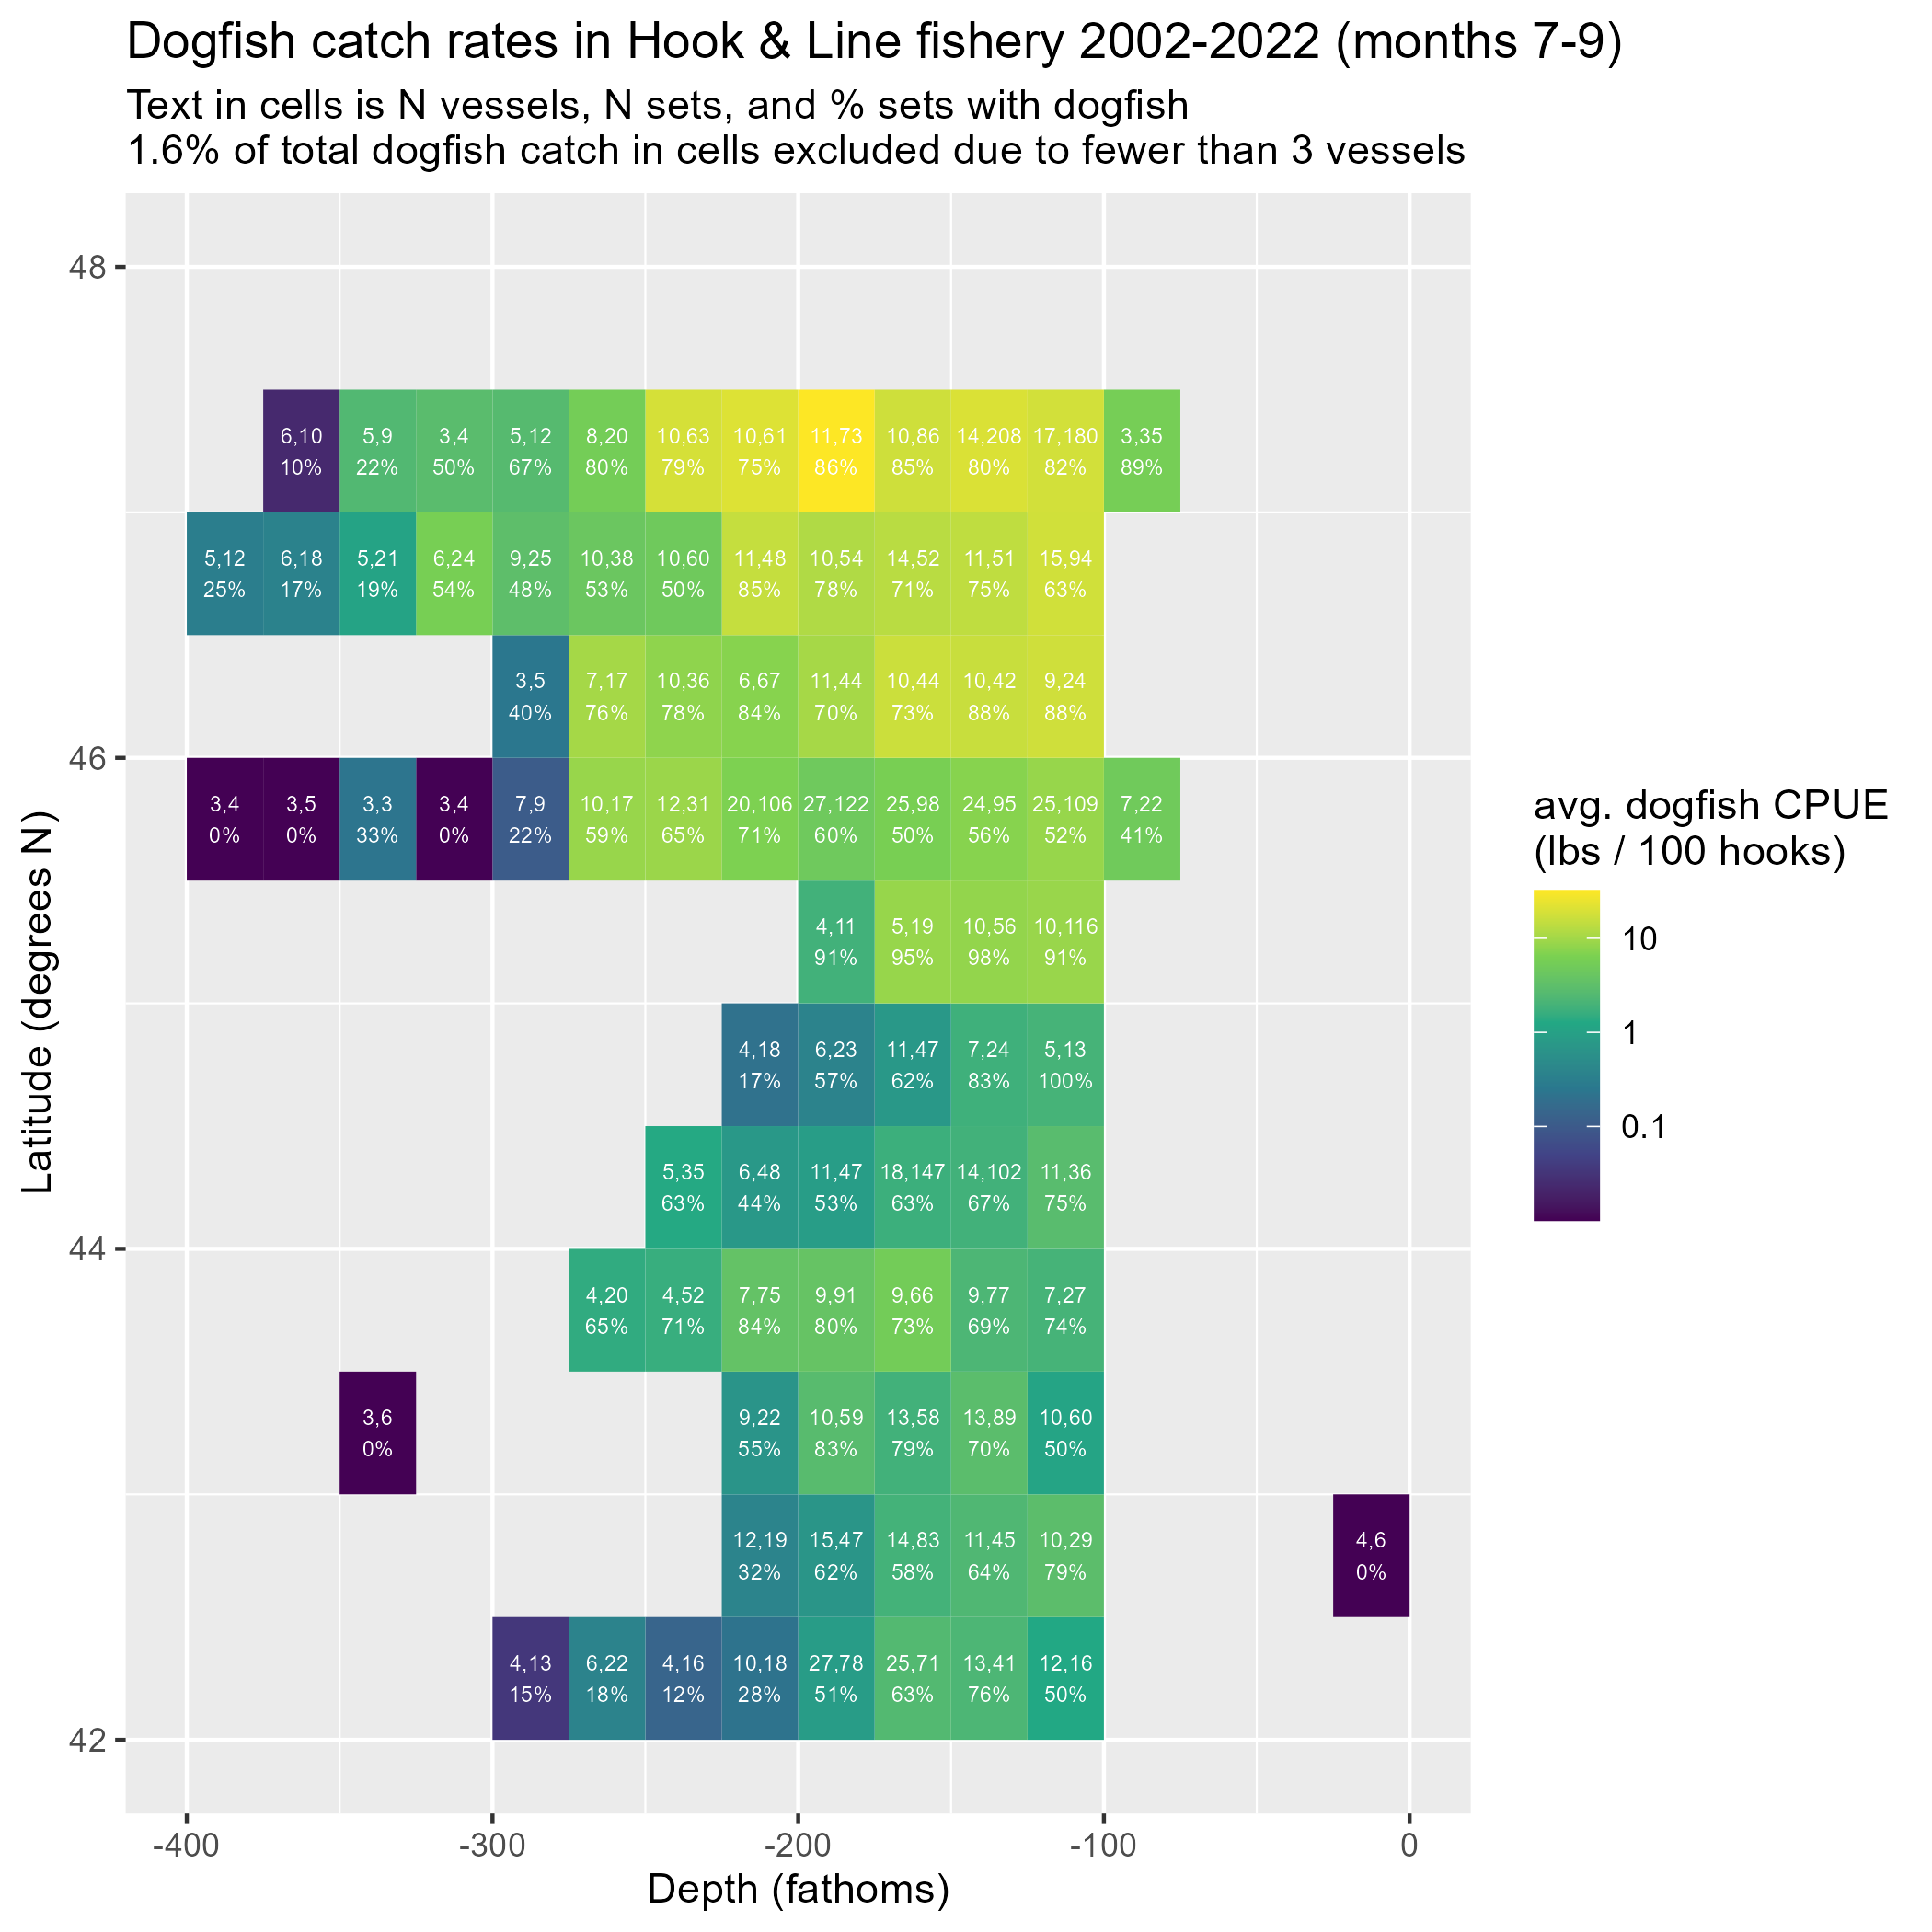 Dogfish catch rates in Hook & Line fishery 2002-2022 (months 7-9)
Text in cells is N vessels, N sets, and % sets with dogfish
1.6% of total dogfish catch in cells excluded due to fewer than 3 vessels
48
6,10 5,9 3,4 5,12 8,20 10,63 10,61 11,73 10,86 14,208 17,180 3,35
10% 22% 50% 67% 80% 79% 75% 86% 85% 80% 82% 89%
5,12 6,18 5,21 6,24 9,25 10,38 10,60 11,48 10,54 14,52 11,51 15,94
25% 17% 19% 54% 48% 53% 50% 85% 78% 71% 75% 63%
3,5 7,17 10,36 6,67 11,44 10,44 10,42 9,24
40% 76% 78% 84% 70% 73% 88% 88%
46
3,4 3,5 3,3 3,4 7,9 10,17 12,31 20,106 27,122 25,98 24,95 25,109 7,22
0% 0% 33% 0% 22% 59% 65% 71% 60% 50% 56% 52% 41%
4,11 5,19 10,56 10,116
91% 95% 98% 91%
4,18 6,23 11,47 7,24 5,13
17% 57% 62% 83% 100%
5,35 6,48 11,47 18,147 14,102 11,36
63% 44% 53% 63% 67% 75%
44
4,20 4,52 7,75 9,91 9,66 9,77 7,27
65% 71% 84% 80% 73% 69% 74%
3,6 9,22 10,59 13,58 13,89 10,60
0% 55% 83% 79% 70% 50%
12,19 15,47 14,83 11,45 10,29 4,6
32% 62% 58% 64% 79% 0%
4,13 6,22 4,16 10,18 27,78 25,71 13,41 12,16
15% 18% 12% 28% 51% 63% 76% 50%
42
-400 -300 -200 -100 0
Depth (fathoms)
Latitude (degrees N)
avg. dogfish CPUE
(lbs / 100 hooks)
10
1
0.1